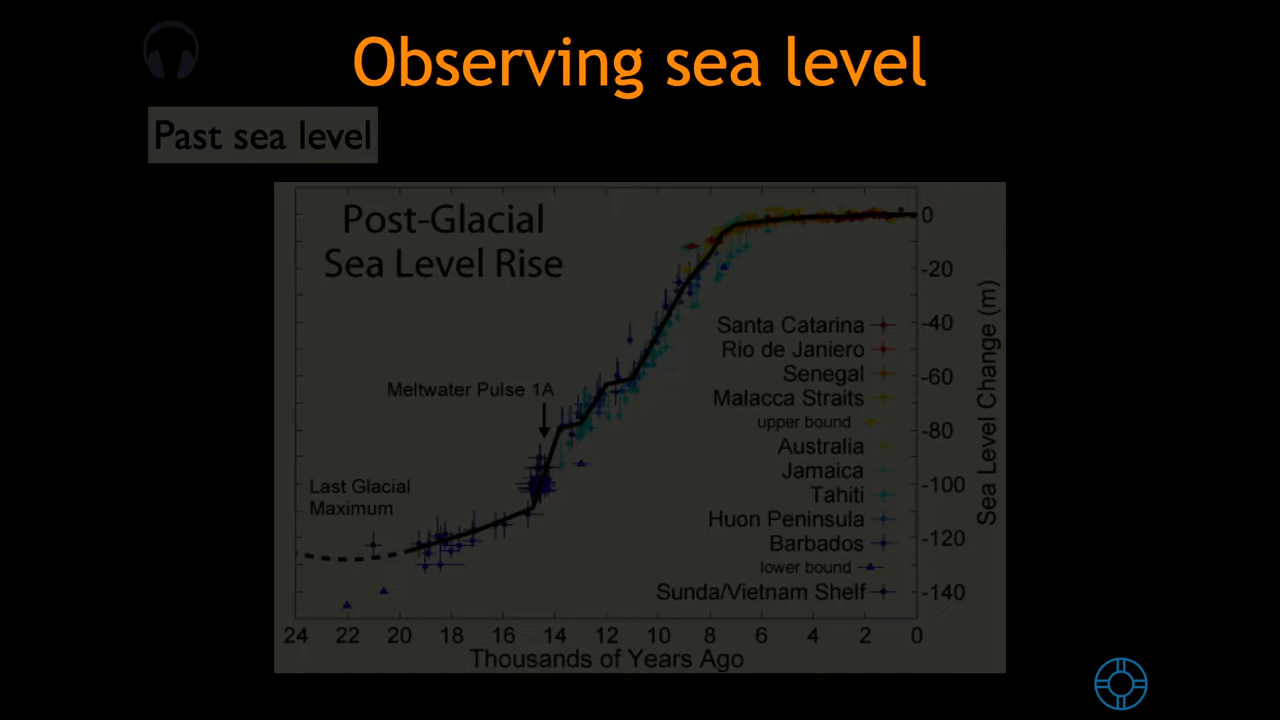 Observing sea level
Past sea level
Post-Glacial
Sea Level Rise
Meltwater Pulse 1A
Last Glacial
Maximum
Santa Catarina
Rio de Janiero
Senegal
Malacca Straits
upper bound
Australia
Jamaica
Tahiti
Huon Peninsula
Barbados
lower bound
Sunda/Vietnam Shelf
0
-20
-40
-60
-80
-100
-120
-140
Sea Level Change (m)
24 22 20 18 16 14 12 10 8 6 4 2 0
Thousands of Years Ago